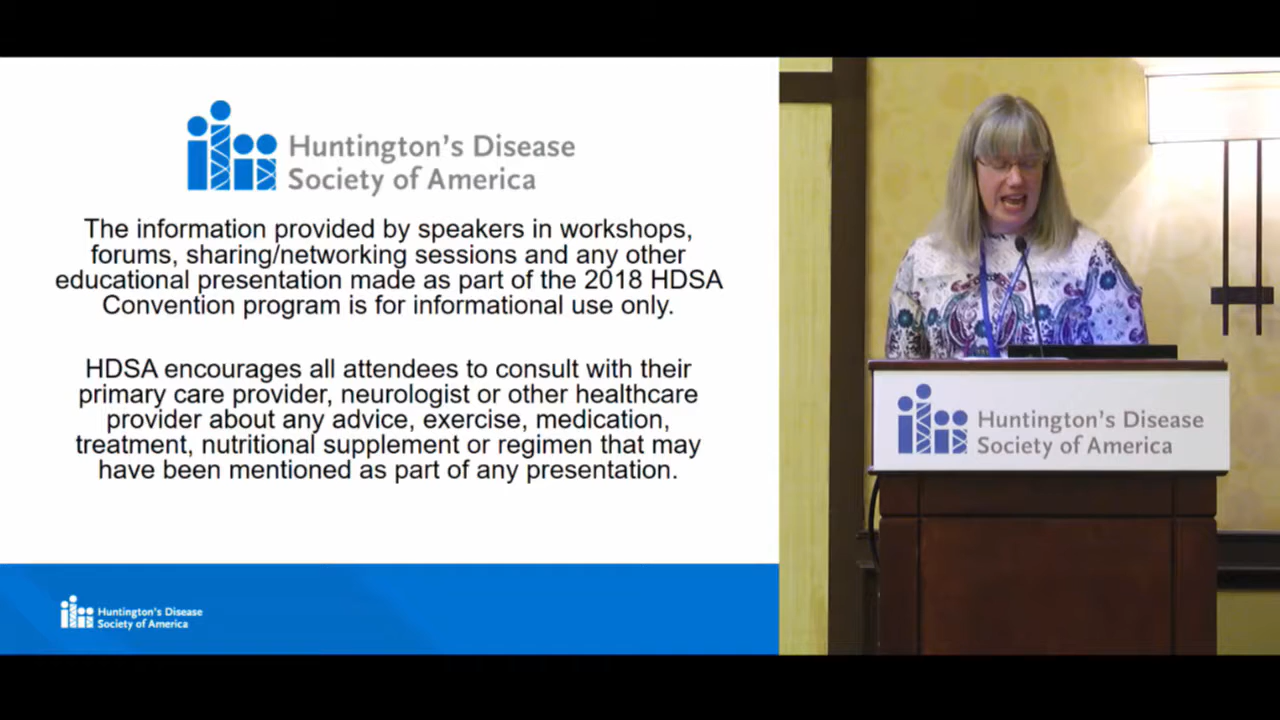 Huntington's Disease
Society of America
The information provided by speakers in workshops,
forums, sharing/networking sessions and any other
educational presentation made as part of the 2018 HDSA
Convention program is for informational use only.
HDSA encourages all attendees to consult with their
primary care provider, neurologist or other healthcare
provider about any advice, exercise, medication,
treatment, nutritional supplement or regimen that may
have been mentioned as part of any presentation.
Huntington's Disease
Society of America
Huntington's Disease
Society of America